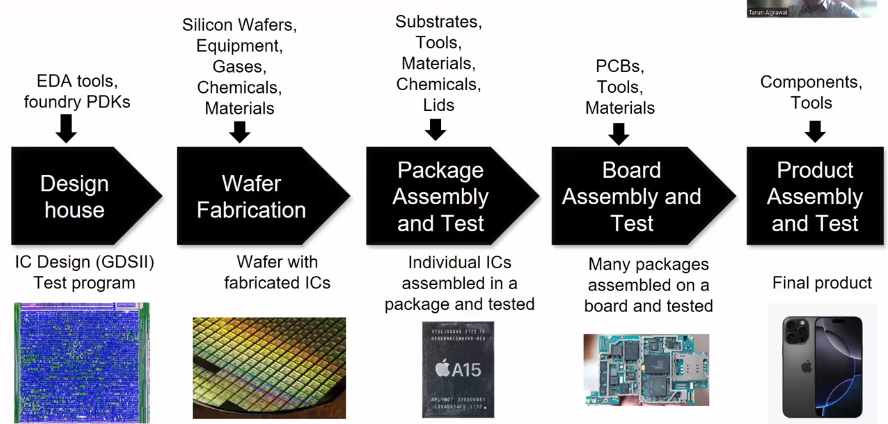 Tarun Agrawal
EDA tools,
foundry PDKs
Silicon Wafers,
Equipment,
Gases,
Chemicals,
Materials
Substrates,
Tools,
Materials,
Chemicals,
Lids
PCBs,
Tools,
Materials
Components,
Tools
Design
house
Wafer
Fabrication
Package
Assembly
and Test
Board
Assembly and
Test
Product
Assembly
and Test
IC Design (GDSII)
Test program
Wafer with
fabricated ICs
Individual ICs
assembled in a
package and tested
Many packages
assembled on a
board and tested
Final product
A15